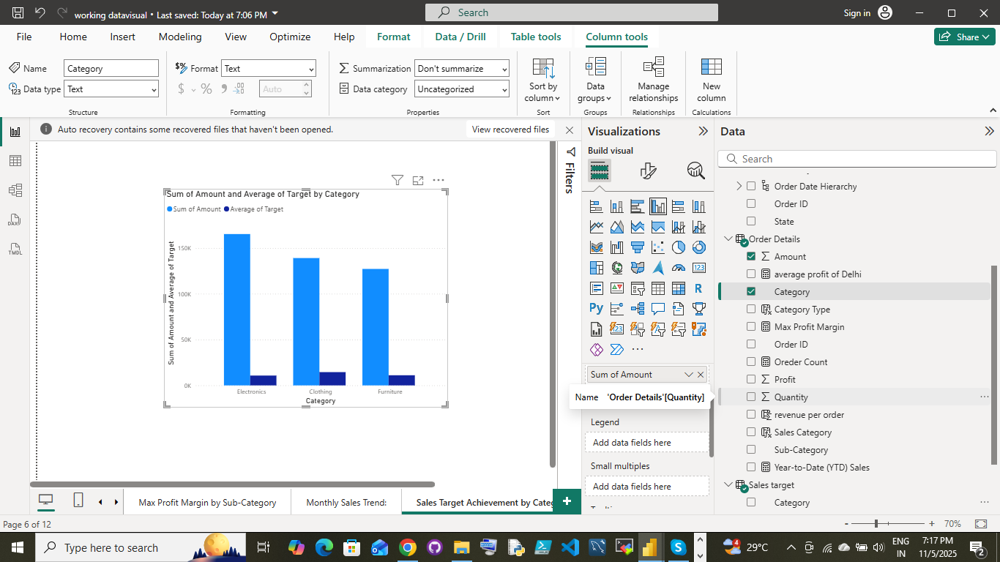 working datavisual • Last saved: Today at 7:06 PM
Search
Sign in
File Home Insert Modeling View Optimize Help Format Data / Drill Table tools Column tools
Share
Name Category
Format Text
Summarization Don't summarize
Data type Text
$ % Auto
Data category Uncategorized
Sort by column
Data groups
Manage relationships
New column
Structure Formatting Properties Sort Groups Relationships Calculations
Auto recovery contains some recovered files that haven't been opened.
View recovered files
Filters
Sum of Amount and Average of Target by Category
Sum of Amount Average of Target
Sum of Amount and Average of Target
150K
100K
50K
0K
Electronics Clothing Furniture
Category
Visualizations
Build visual
123
R
Py
Sum of Amount
Name 'Order Details'[Quantity]
Legend
Add data fields here
Small multiples
Add data fields here
Data
Search
Order Date Hierarchy
Order ID
State
Order Details
Amount
average profit of Delhi
Category
Category Type
Max Profit Margin
Order ID
Oreder Count
Profit
Quantity
revenue per order
Sales Category
Sub-Category
Year-to-Date (YTD) Sales
Sales target
Category
DAX
TMDL
Max Profit Margin by Sub-Category
Monthly Sales Trend:
Sales Target Achievement by Categ
Page 6 of 12
- + 70%
Type here to search
29°C
ENG
IN
7:17 PM
11/5/2025
2